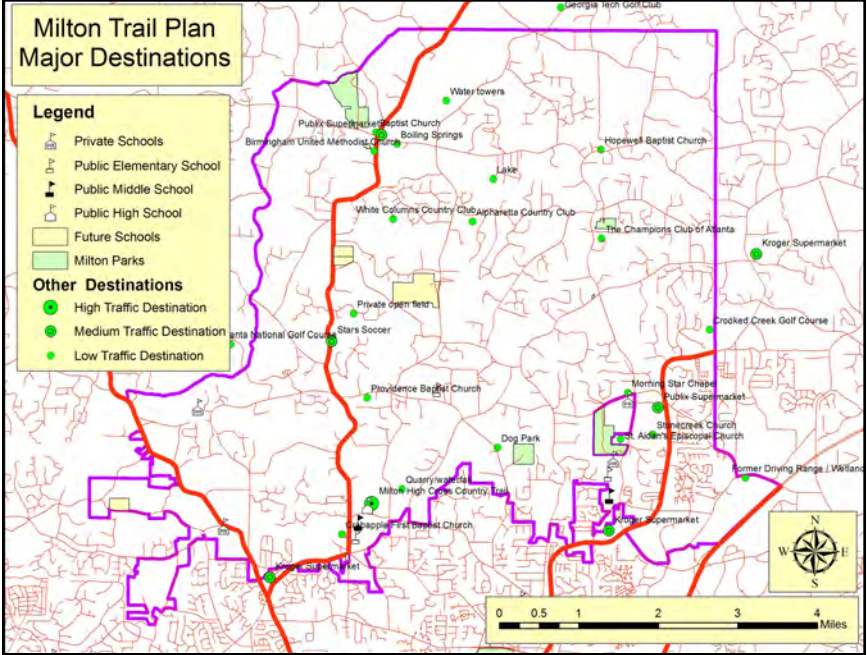 Milton Trail Plan
Major Destinations
Georgia Tech Golf Club
Legend
Private Schools
Public Elementary School
Public Middle School
Public High School
Future Schools
Milton Parks
Other Destinations
High Traffic Destination
Medium Traffic Destination
Low Traffic Destination
Water towers
Publix Supermarket
Baptist Church
Boiling Springs
Birmingham United Methodist Church
Hopewell Baptist Church
Lake
White Columns Country Club
Alpharetta Country Club
The Champions Club of Atlanta
Kroger Supermarket
Private open field
Crooked Creek Golf Course
anta National Golf Course
Stars Soccer
Providence Baptist Church
Morning Star Chapel
Publix Supermarket
Stonecreek Church
St. Aidan's Episcopal Church
Dog Park
Former Driving Range / Wetland
Quarry/waterfall
Milton High Cross Country Trail
Crabapple First Baptist Church
Kroger Supermarket
Kroger Supermarket
N
W
E
S
0 0.5 1 2 3 4
Miles